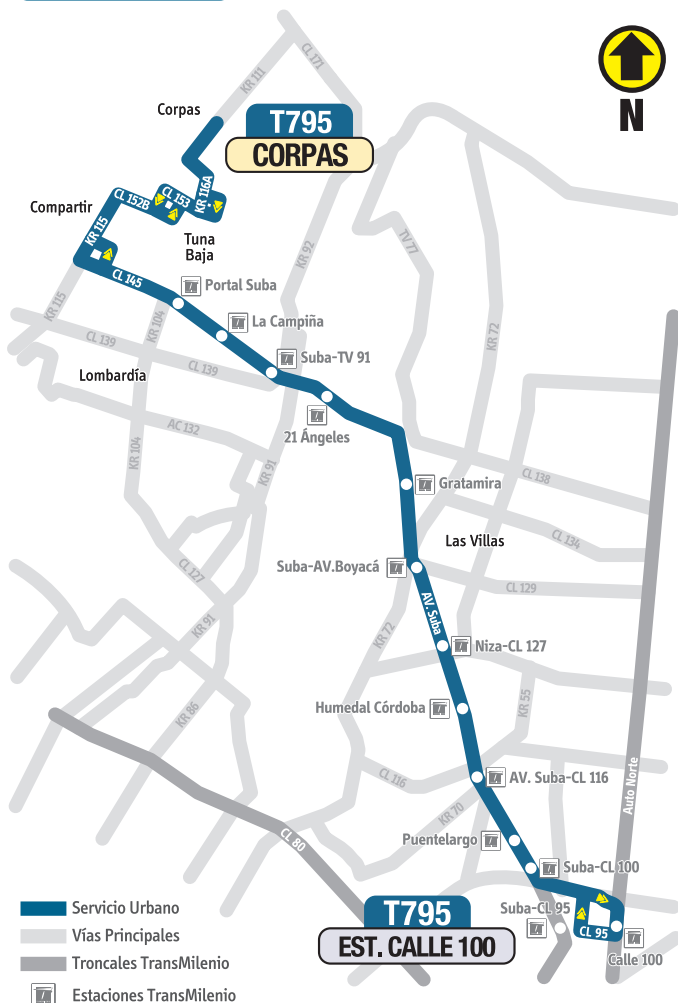 KR 111
CL 171
N
Corpas
T795
CORPAS
KR 116A
CL 153
CL 152B
Compartir
KR 115
Tuna
Baja
KR 92
TV 77
CL 145
Portal Suba
KR 115
KR 104
La Campiña
KR 72
CL 139
CL 139
Suba-TV 91
Lombardía
21 Ángeles
AC 132
KR 104
KR 91
Gratamira
CL 138
Las Villas
CL 134
Suba-AV.Boyacá
CL 127
CL 129
AV. Suba
KR 91
KR 72
Niza-CL 127
KR 86
Humedal Córdoba
KR 55
CL 116
AV. Suba-CL 116
Auto Norte
KR 70
Puentelargo
CL 80
Suba-CL 100
T795
EST. CALLE 100
Suba-CL 95
CL 95
Calle 100
Servicio Urbano
Vías Principales
Troncales TransMilenio
Estaciones TransMilenio